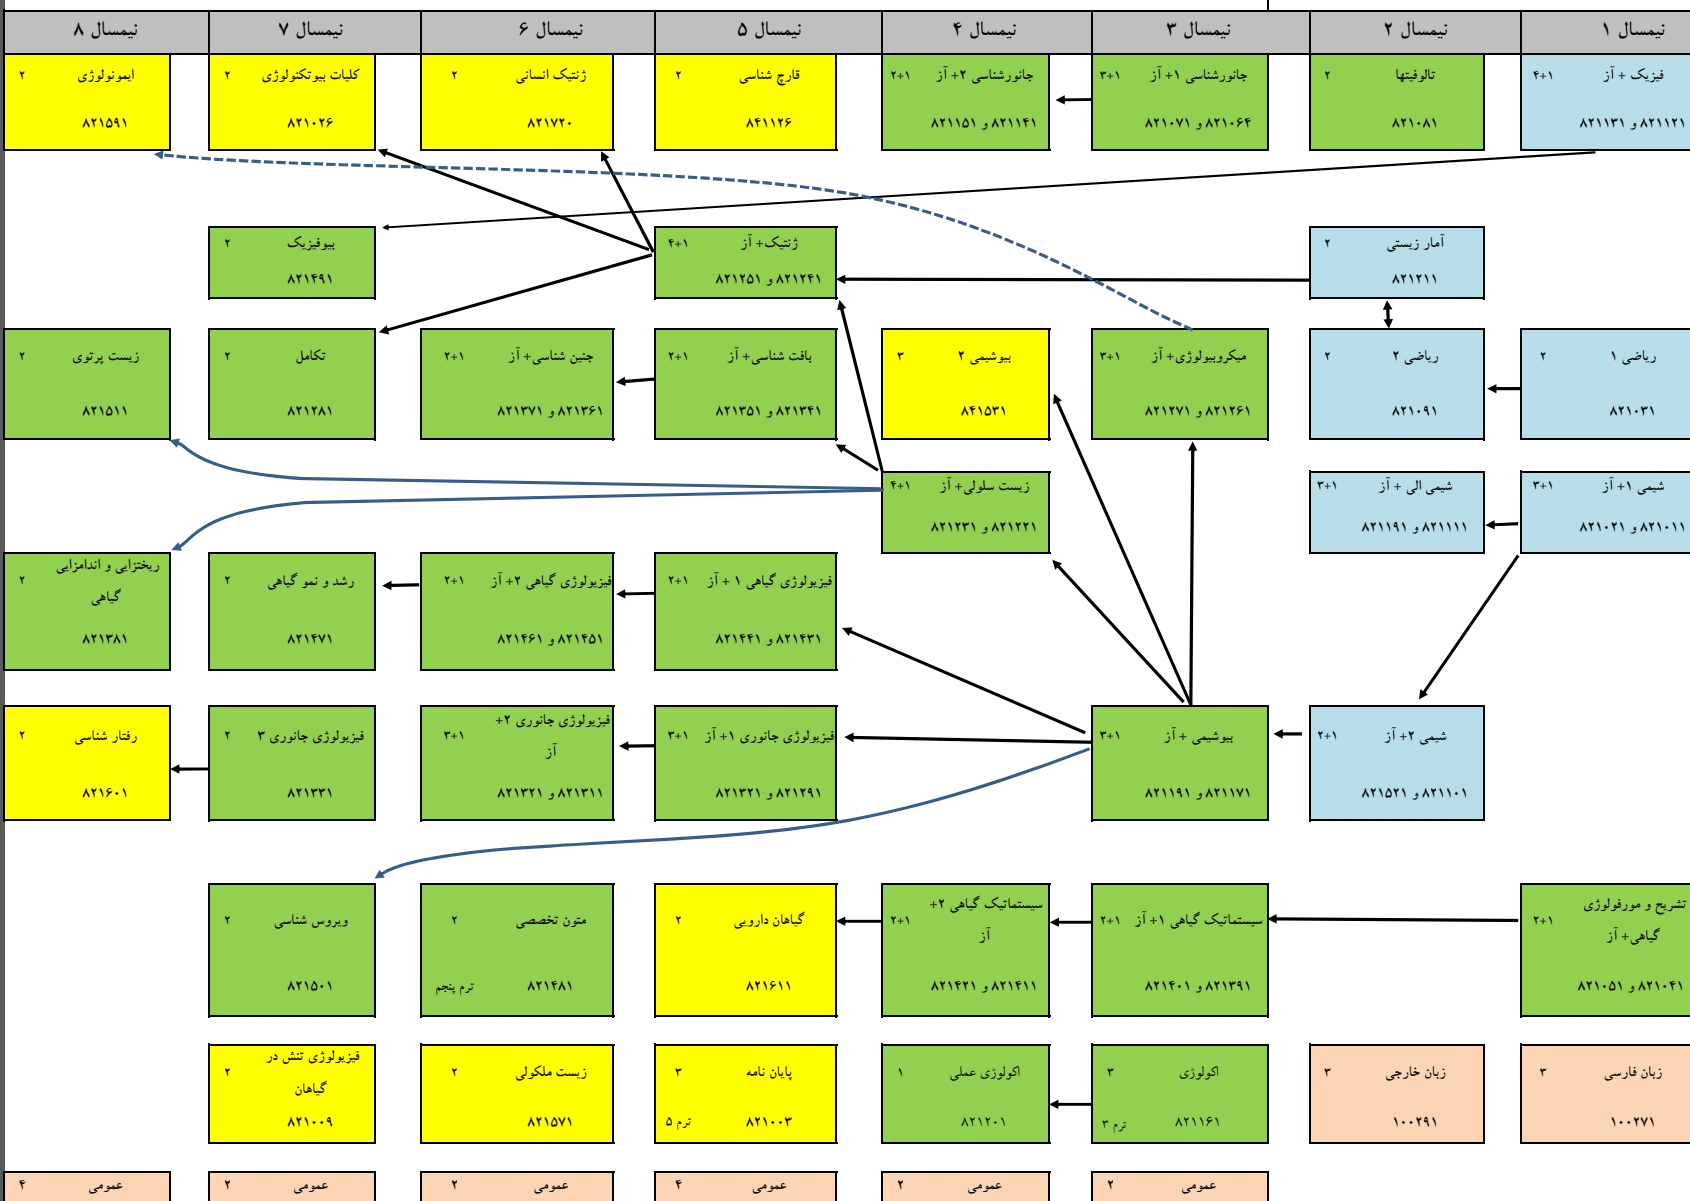 نیمسال ۱ نیمسال ۲ نیمسال ۳ نیمسال ۴ نیمسال ۵ نیمسال ۶ نیمسال ۷ نیمسال ۸
فیزیک + آز ۴+۱
۸۲۱۱۲۱ و ۸۲۱۱۳۱
تالوفیتها ۲
۸۲۱۰۸۱
جانورشناسی ۱+ آز ۳+۱
۸۲۱۰۶۴ و ۸۲۱۰۷۱
جانورشناسی ۲+ آز ۲+۱
۸۲۱۱۴۱ و ۸۲۱۱۵۱
قارچ شناسی ۲
۸۴۱۱۲۶
ژنتیک انسانی ۲
۸۲۱۷۲۰
کلیات بیوتکنولوژی ۲
۸۲۱۰۲۶
ایمونولوژی ۲
۸۲۱۵۹۱
آمار زیستی ۲
۸۲۱۲۱۱
ژنتیک+ آز ۴+۱
۸۲۱۲۴۱ و ۸۲۱۲۵۱
بیوفیزیک ۲
۸۲۱۴۹۱
ریاضی ۱ ۲
۸۲۱۰۳۱
ریاضی ۲ ۲
۸۲۱۰۹۱
میکروبیولوژی+ آز ۳+۱
۸۲۱۲۶۱ و ۸۲۱۲۷۱
بیوشیمی ۲ ۳
۸۴۱۵۳۱
بافت شناسی+ آز ۲+۱
۸۲۱۳۴۱ و ۸۲۱۳۵۱
جنین شناسی+ آز ۲+۱
۸۲۱۳۶۱ و ۸۲۱۳۷۱
تکامل ۲
۸۲۱۲۸۱
زیست پرتوی ۲
۸۲۱۵۱۱
شیمی ۱+ آز ۳+۱
۸۲۱۰۱۱ و ۸۲۱۰۲۱
شیمی الی + آز ۳+۱
۸۲۱۱۱۱ و ۸۲۱۱۹۱
زیست سلولی+ آز ۴+۱
۸۲۱۲۲۱ و ۸۲۱۲۳۱
فیزیولوژی گیاهی ۱ + آز ۲+۱
۸۲۱۴۳۱ و ۸۲۱۴۴۱
فیزیولوژی گیاهی ۲+ آز ۲+۱
۸۲۱۴۵۱ و ۸۲۱۴۶۱
رشد و نمو گیاهی ۲
۸۲۱۴۷۱
ریختزایی و اندامزایی
گیاهی ۲
۸۲۱۳۸۱
شیمی ۲+ آز ۲+۱
۸۲۱۱۰۱ و ۸۲۱۵۲۱
بیوشیمی + آز ۳+۱
۸۲۱۱۷۱ و ۸۲۱۱۹۱
فیزیولوژی جانوری ۱+ آز ۳+۱
۸۲۱۲۹۱ و ۸۲۱۳۲۱
فیزیولوژی جانوری ۲+
آز ۳+۱
۸۲۱۳۱۱ و ۸۲۱۳۲۱
فیزیولوژی جانوری ۳ ۲
۸۲۱۳۳۱
رفتار شناسی ۲
۸۲۱۶۰۱
تشریح و مورفولوژی
گیاهی+ آز ۲+۱
۸۲۱۰۴۱ و ۸۲۱۰۵۱
سیستماتیک گیاهی ۱+ آز ۲+۱
۸۲۱۳۹۱ و ۸۲۱۴۰۱
سیستماتیک گیاهی ۲+
آز ۲+۱
۸۲۱۴۱۱ و ۸۲۱۴۲۱
گیاهان دارویی ۲
۸۲۱۶۱۱
متون تخصصی ۲
۸۲۱۴۸۱ ترم پنجم
ویروس شناسی ۲
۸۲۱۵۰۱
زبان فارسی ۳
۱۰۰۲۷۱
زبان خارجی ۳
۱۰۰۲۹۱
اکولوژی ۳
۸۲۱۱۶۱ ترم ۳
اکولوژی عملی ۱
۸۲۱۲۰۱
پایان نامه ۳
۸۲۱۰۰۳ ترم ۵
زیست ملکولی ۲
۸۲۱۵۷۱
فیزیولوژی تنش در
گیاهان ۲
۸۲۱۰۰۹
عمومی ۲
عمومی ۲
عمومی ۴
عمومی ۲
عمومی ۲
عمومی ۴